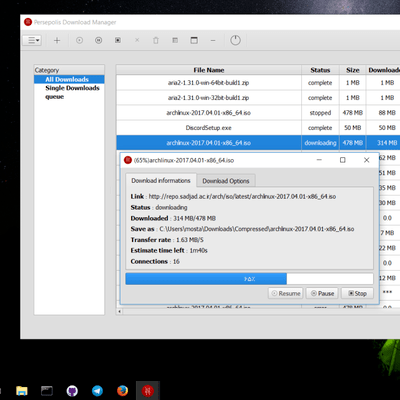 Persepolis Download Manager
Category
All Downloads
Single Downloads
queue
File Name Status Size Downloade
aria2-1.31.0-win-64bit-build1.zip complete 1 MB 1 MB
aria2-1.31.0-win-32bit-build1.zip complete 1 MB 1 MB
archlinux-2017.04.01-x86_64.iso stopped 478 MB 88 MB
DiscordSetup.exe complete 50 MB 50 MB
archlinux-2017.04.01-x86_64.iso downloading 478 MB 314 MB
(65%)archlinux-2017.04.01-x86_64.iso
Download informations Download Options
Link : http://repo.sadjad.ac.ir/arch/iso/latest/archlinux-2017.04.01-x86_64.iso
Status : downloading
Downloaded : 314 MB/478 MB
Save as : C:\Users\mosta\Downloads\Compressed\archlinux-2017.04.01-x86_64.iso
Transfer rate : 1.63 MB/S
Estimate time left : 1m40s
Connections : 16
Resume Pause Stop